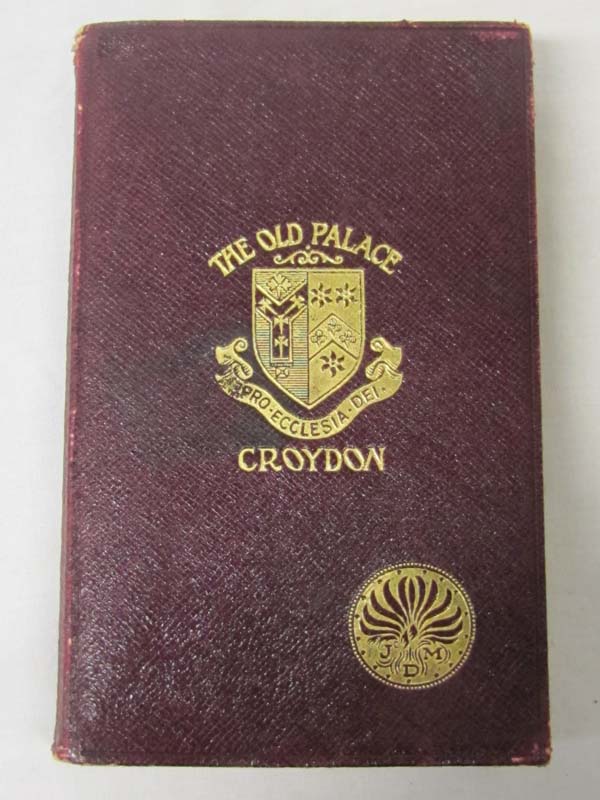 THE OLD PALACE
PRO·ECCLESIA·DEI·
CROYDON
J M
D